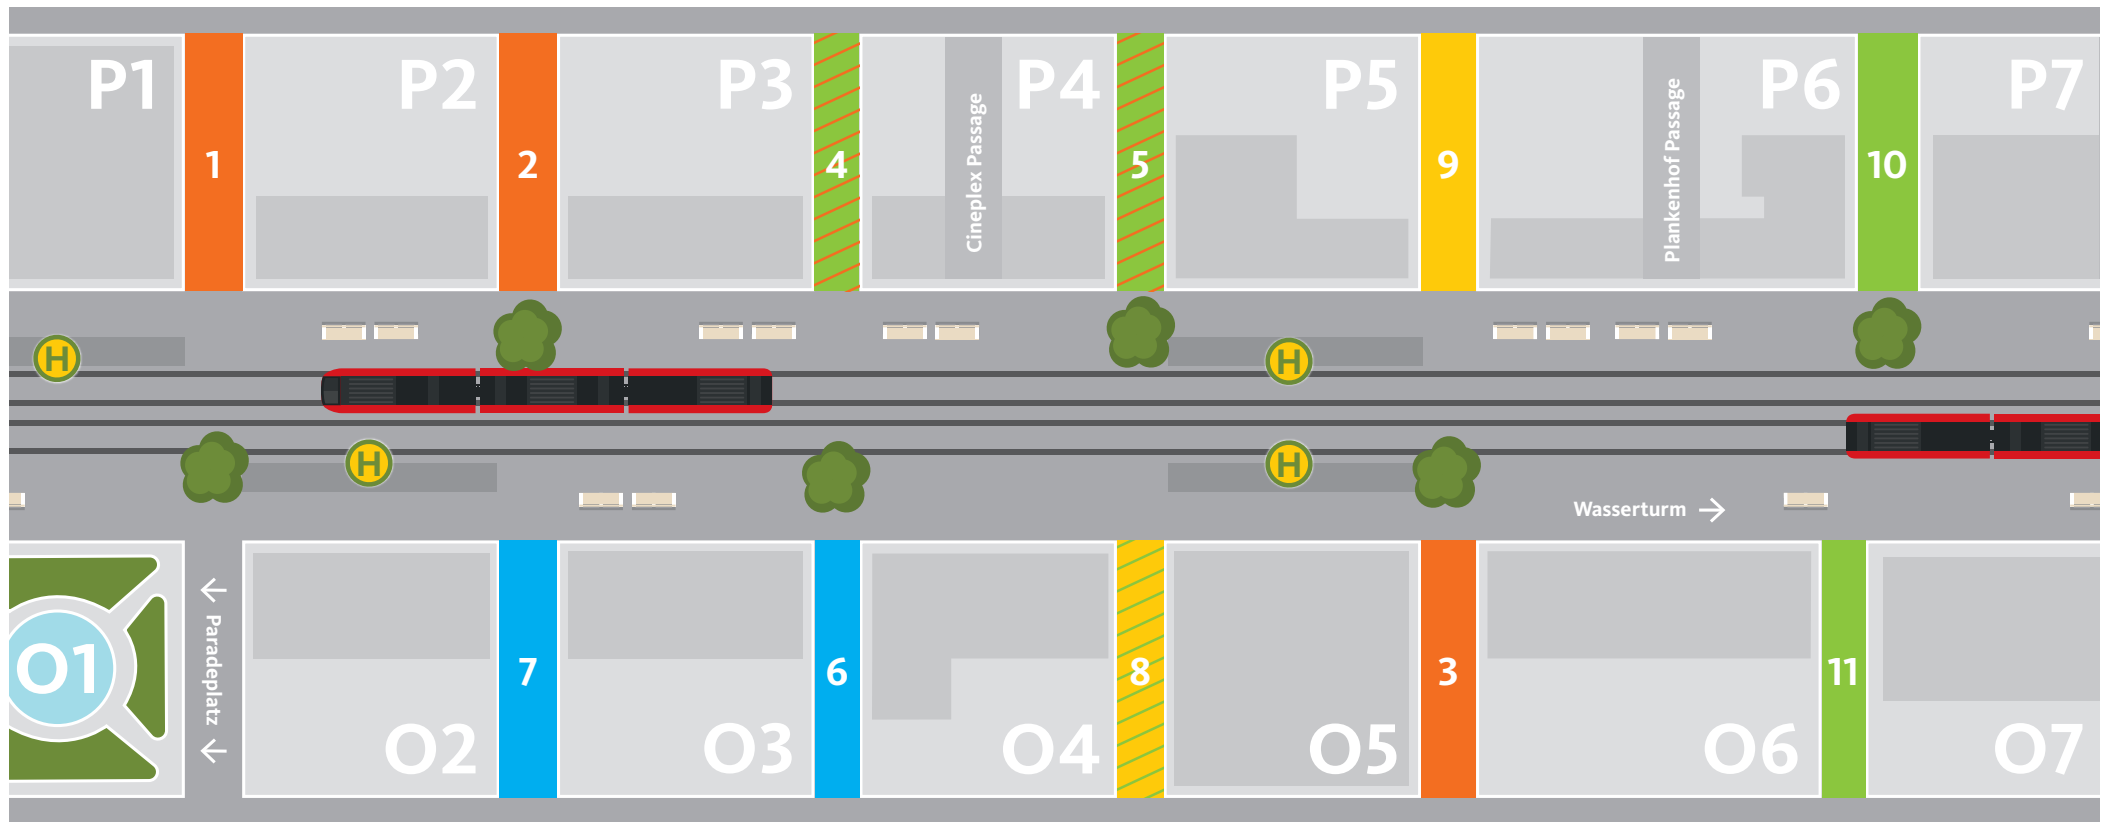 P1
P2
P3
P4
P5
P6
P7
1
2
4
Cineplex Passage
5
9
Plankenhof Passage
10
H
H
H
H
Wasserturm →
O1
← Paradeplatz ←
O2
7
O3
6
O4
8
O5
3
O6
11
O7